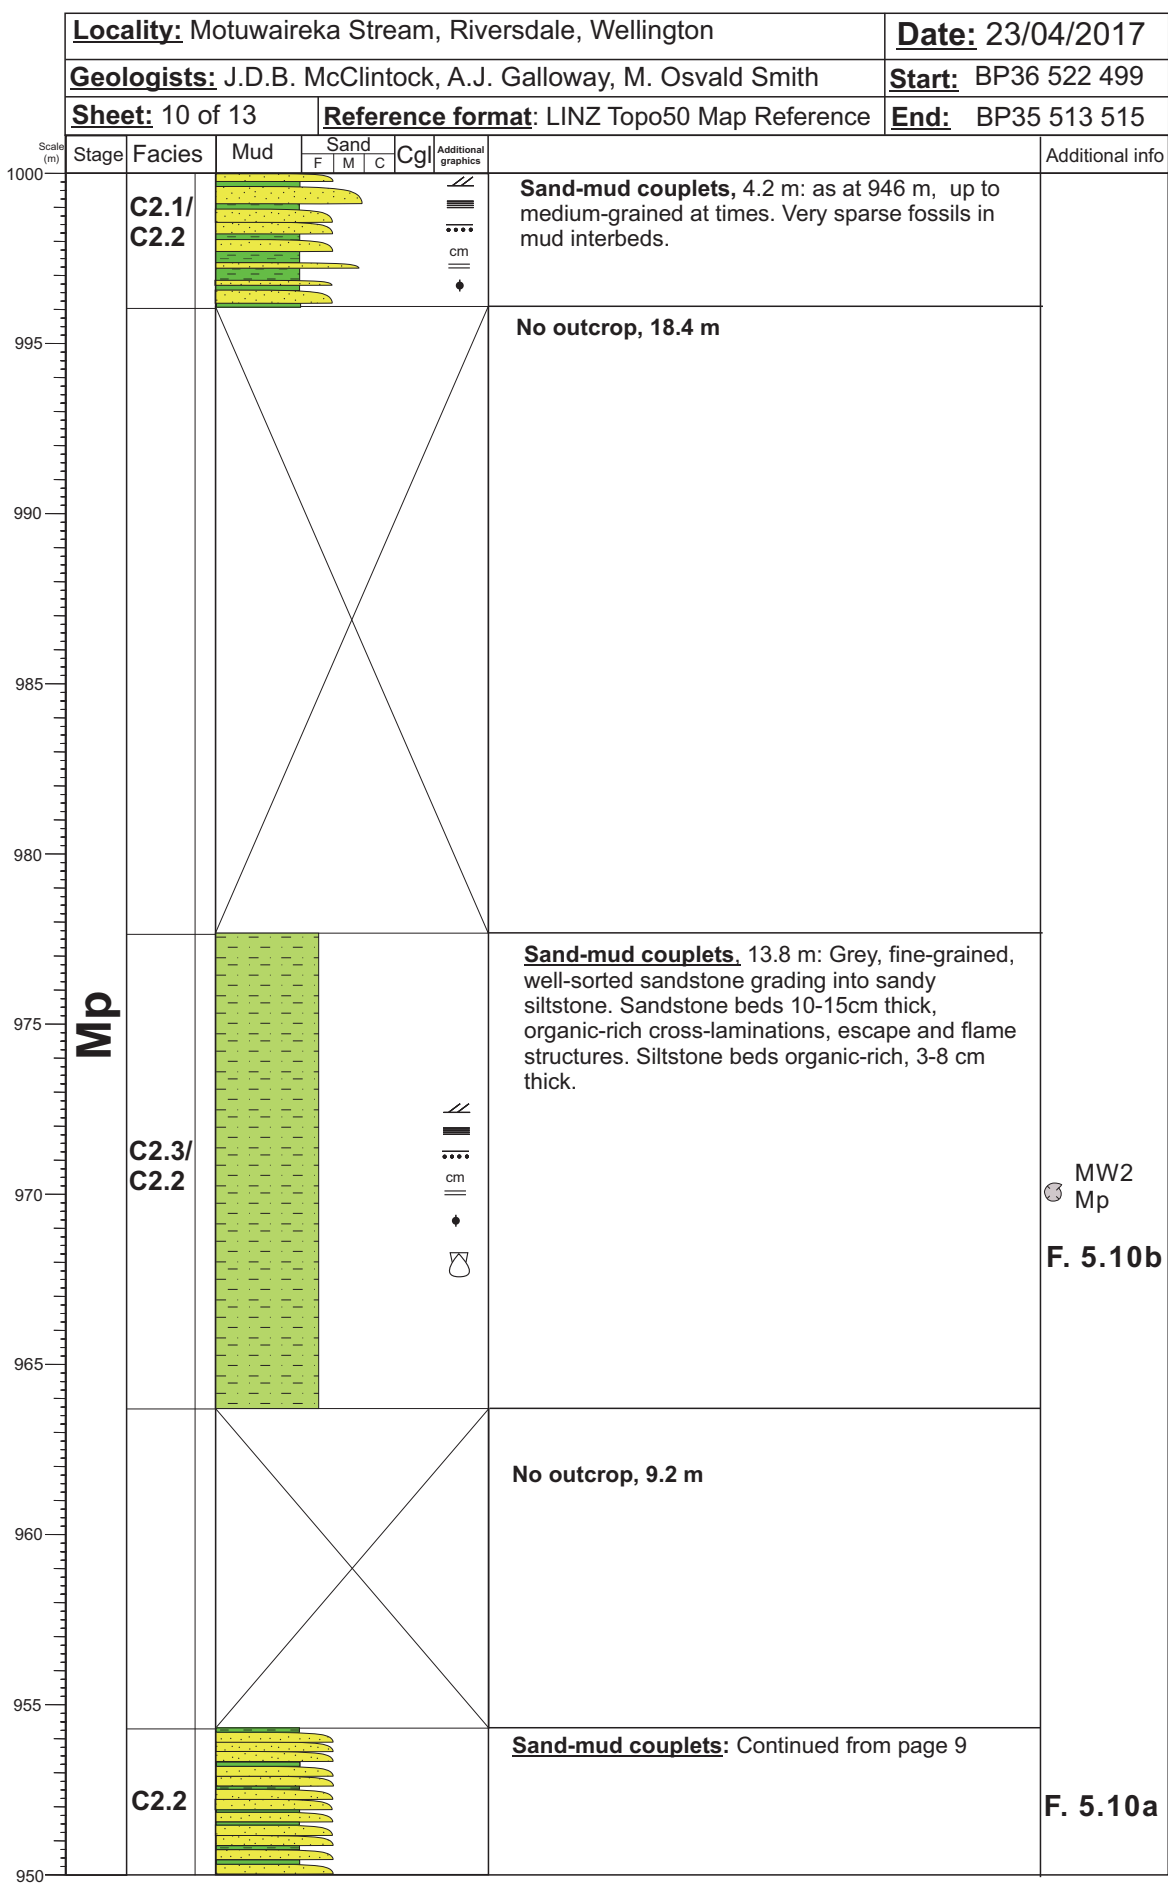 Locality: Motuwaireka Stream, Riversdale, Wellington
Date: 23/04/2017
Geologists: J.D.B. McClintock, A.J. Galloway, M. Osvald Smith
Start: BP36 522 499
Sheet: 10 of 13
Reference format: LINZ Topo50 Map Reference
End: BP35 513 515
Scale
(m)
Stage
Facies
Mud
Sand
F M C
Cgl
Additional
graphics
Additional info
1000
C2.1/
C2.2
cm
Sand-mud couplets, 4.2 m: as at 946 m, up to
medium-grained at times. Very sparse fossils in
mud interbeds.
995
No outcrop, 18.4 m
990
985
980
Sand-mud couplets, 13.8 m: Grey, fine-grained,
well-sorted sandstone grading into sandy
siltstone. Sandstone beds 10-15cm thick,
organic-rich cross-laminations, escape and flame
structures. Siltstone beds organic-rich, 3-8 cm
thick.
975
Mp
C2.3/
C2.2
cm
970
MW2
Mp
F. 5.10b
965
No outcrop, 9.2 m
960
955
Sand-mud couplets: Continued from page 9
C2.2
F. 5.10a
950